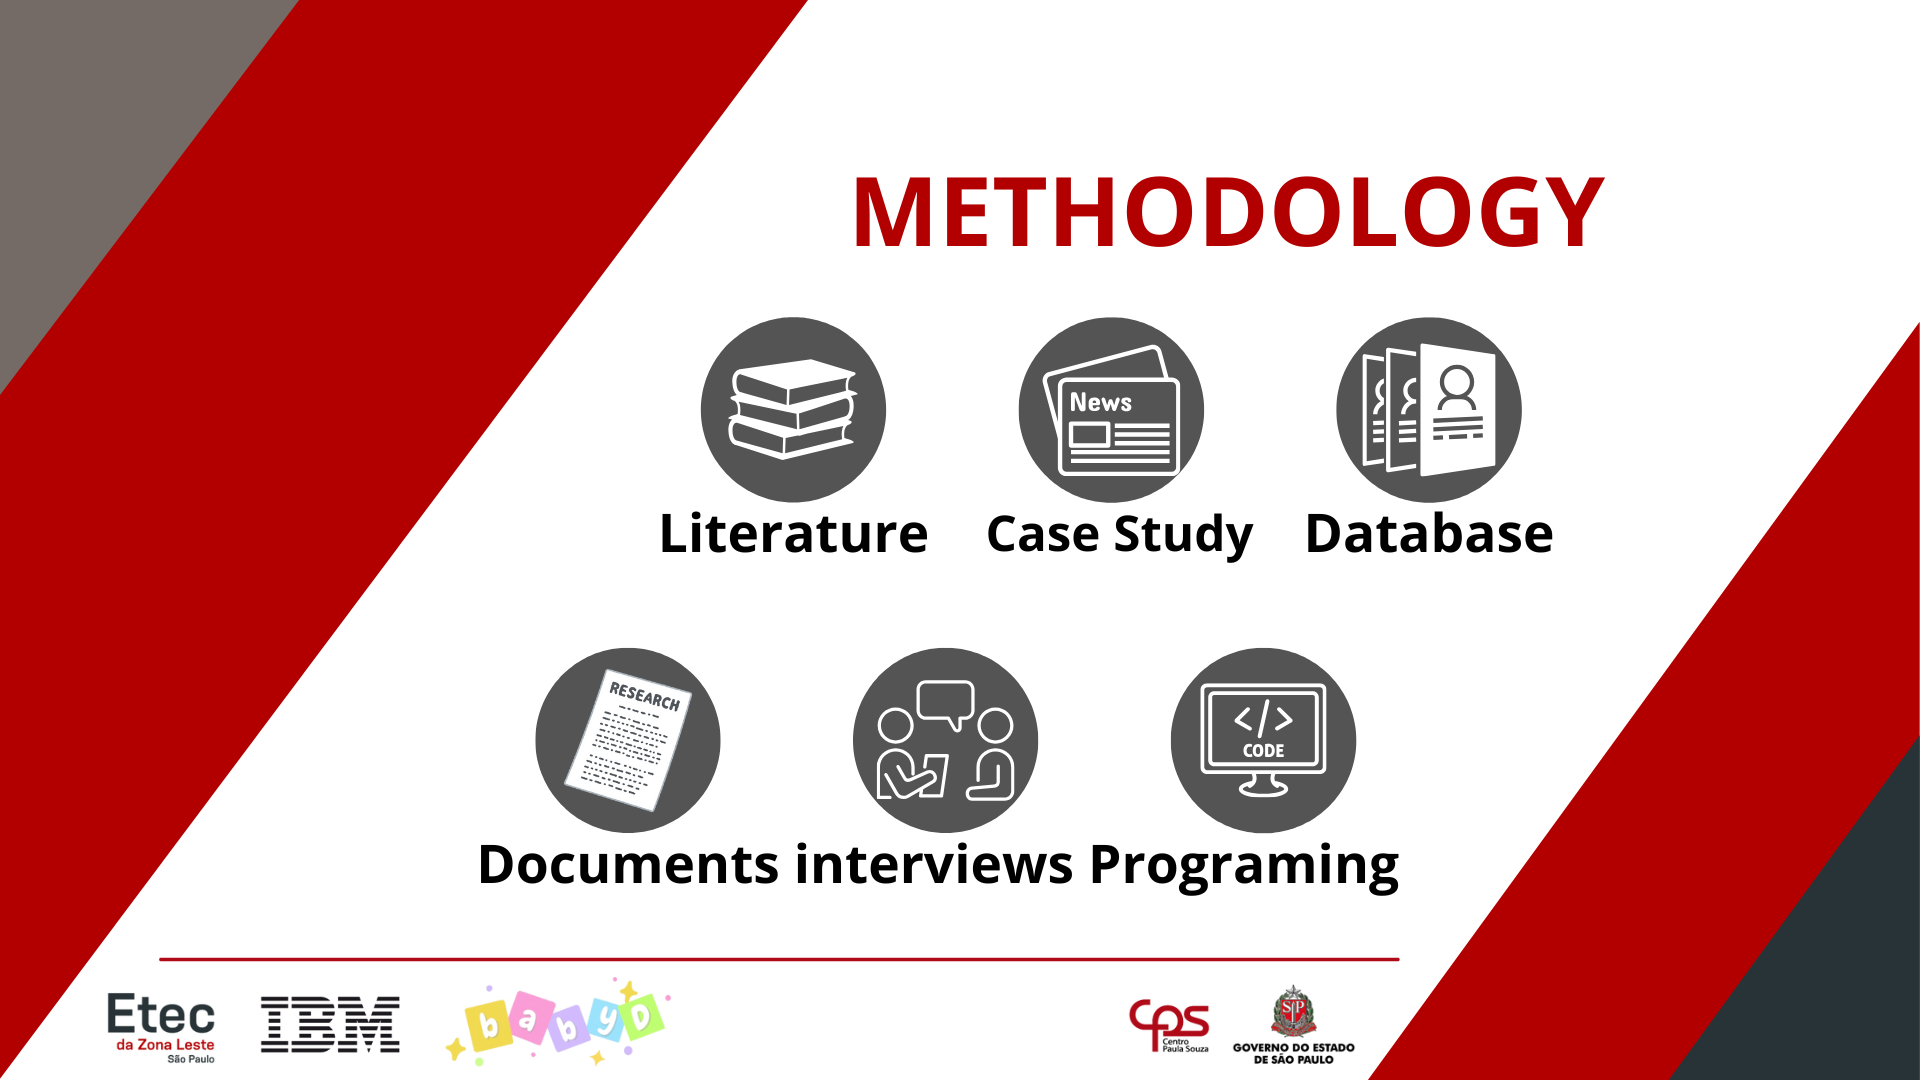 METHODOLOGY
News
Literature
Case Study
Database
RESEARCH
CODE
Documents
interviews
Programing
Etec
da Zona Leste
São Paulo
IBM
babyD
CPS
Centro
Paula Souza
SP
GOVERNO DO ESTADO
DE SÃO PAULO